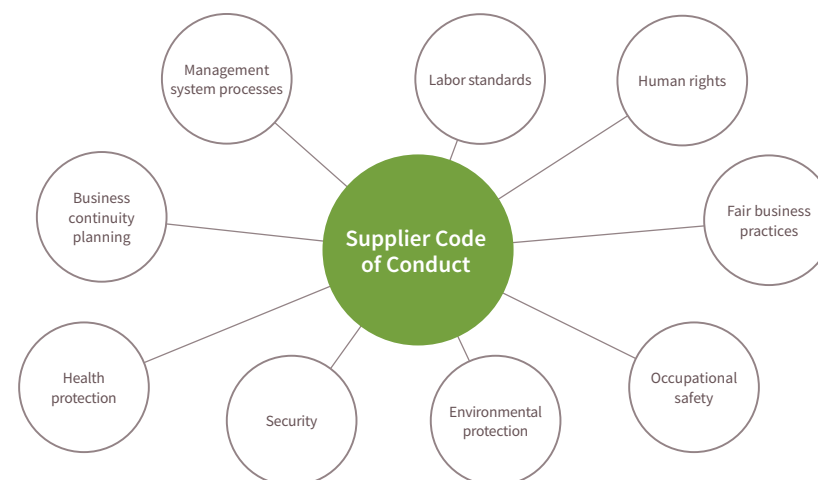 Management
system processes
Labor standards
Human rights
Business
continuity
planning
Supplier Code
of Conduct
Fair business
practices
Health
protection
Security
Environmental
protection
Occupational
safety